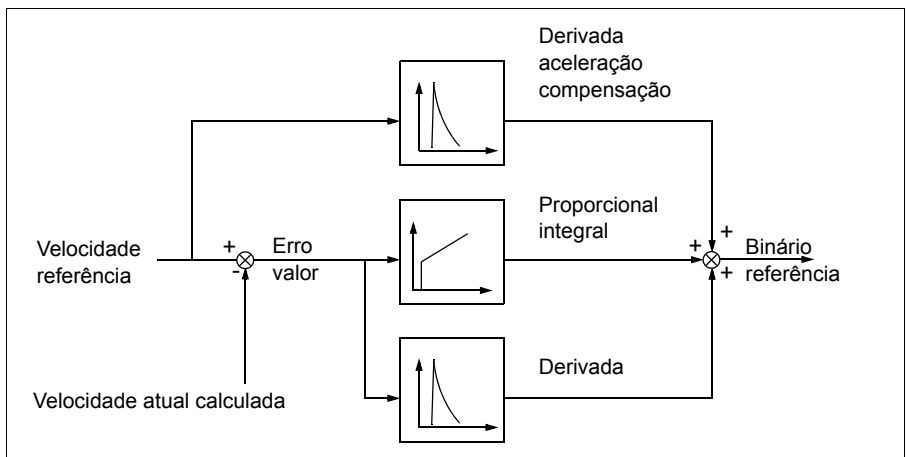 Derivada
aceleração
compensação
Proporcional
integral
Velocidade
referência
+
-
Erro
valor
+
+
+
Binário
referência
Velocidade atual calculada
Derivada